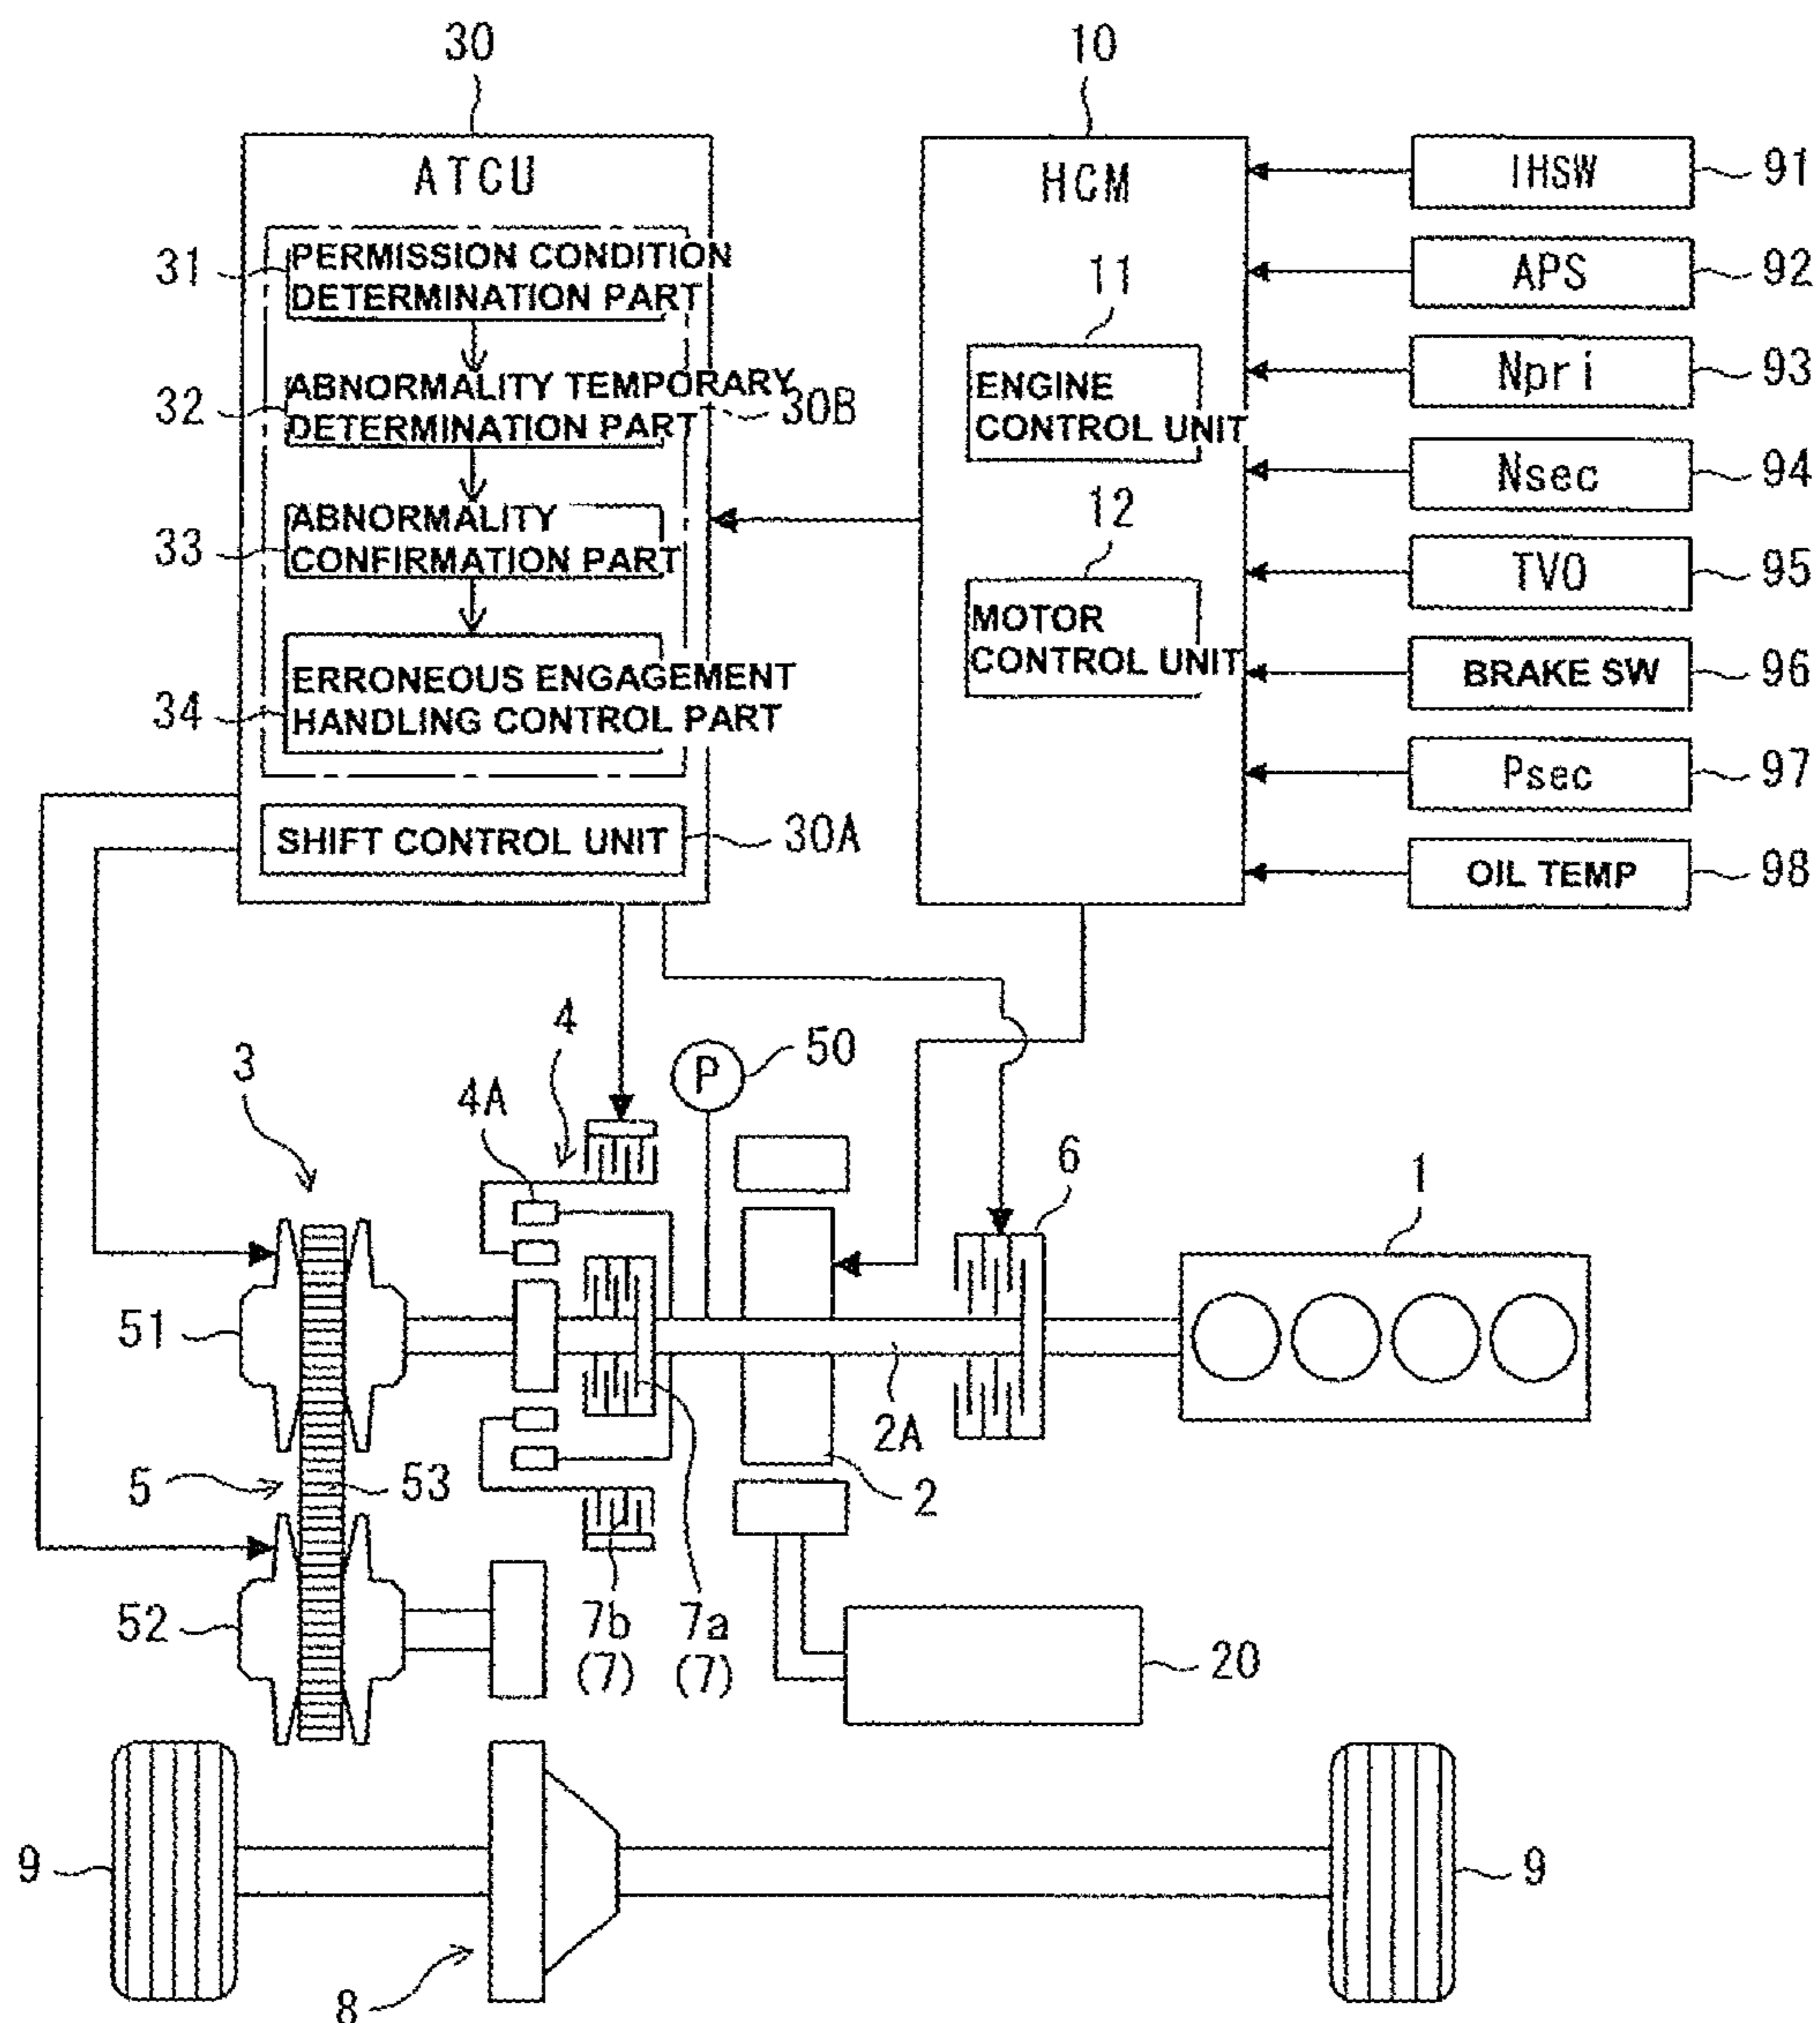 30
10
ATCU
HCM
IHSW
91
31
PERMISSION CONDITION
DETERMINATION PART
APS
92
11
Npri
93
32
ABNORMALITY TEMPORARY
DETERMINATION PART
30B
ENGINE
CONTROL UNIT
Nsec
94
12
33
ABNORMALITY
CONFIRMATION PART
TVO
95
MOTOR
CONTROL UNIT
BRAKE SW
96
34
ERRONEOUS ENGAGEMENT
HANDLING CONTROL PART
Psec
97
SHIFT CONTROL UNIT
30A
OIL TEMP
98
4
P
50
3
4A
6
1
51
2A
5
53
2
52
7b
(7)
7a
(7)
20
9
9
8